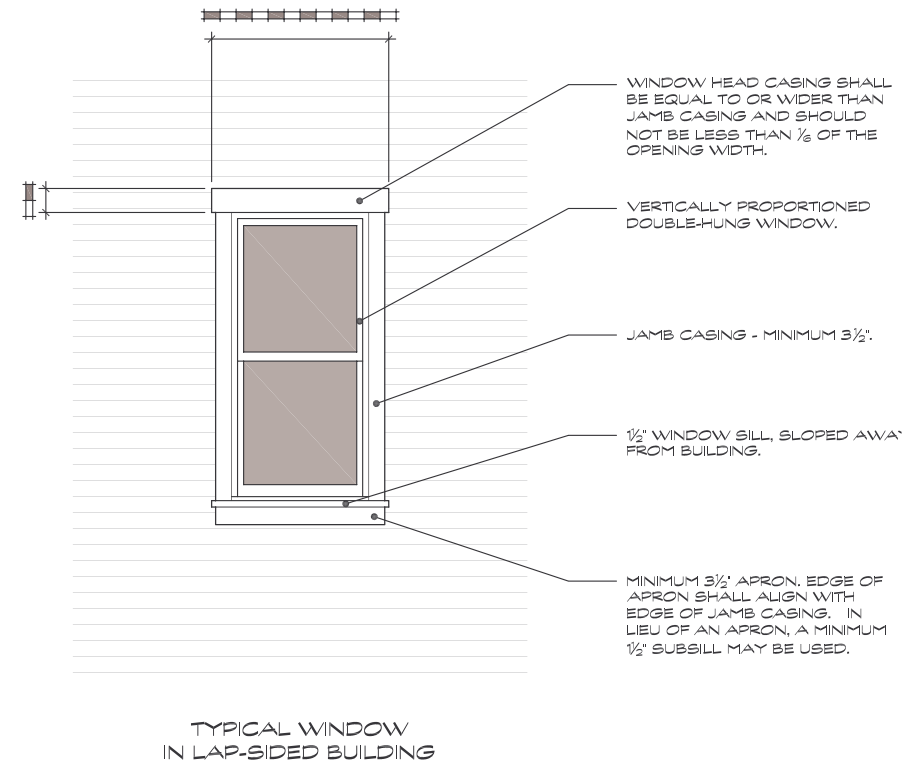 WINDOW HEAD CASING SHALL
BE EQUAL TO OR WIDER THAN
JAMB CASING AND SHOULD
NOT BE LESS THAN 1/6 OF THE
OPENING WIDTH.
VERTICALLY PROPORTIONED
DOUBLE-HUNG WINDOW.
JAMB CASING - MINIMUM 3½".
1½" WINDOW SILL, SLOPED AWAY
FROM BUILDING.
MINIMUM 3½" APRON. EDGE OF
APRON SHALL ALIGN WITH
EDGE OF JAMB CASING. IN
LIEU OF AN APRON, A MINIMUM
1½" SUBSILL MAY BE USED.
TYPICAL WINDOW
IN LAP-SIDED BUILDING